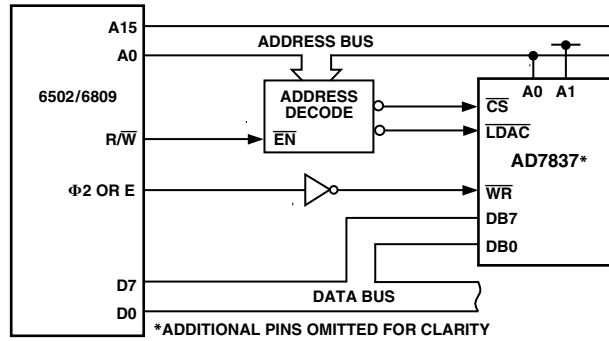 A15
ADDRESS BUS
A0
6502/6809
ADDRESS
DECODE
A0 A1
CS
LDAC
R/W
EN
AD7837*
Φ2 OR E
WR
DB7
DB0
D7
DATA BUS
D0
*ADDITIONAL PINS OMITTED FOR CLARITY